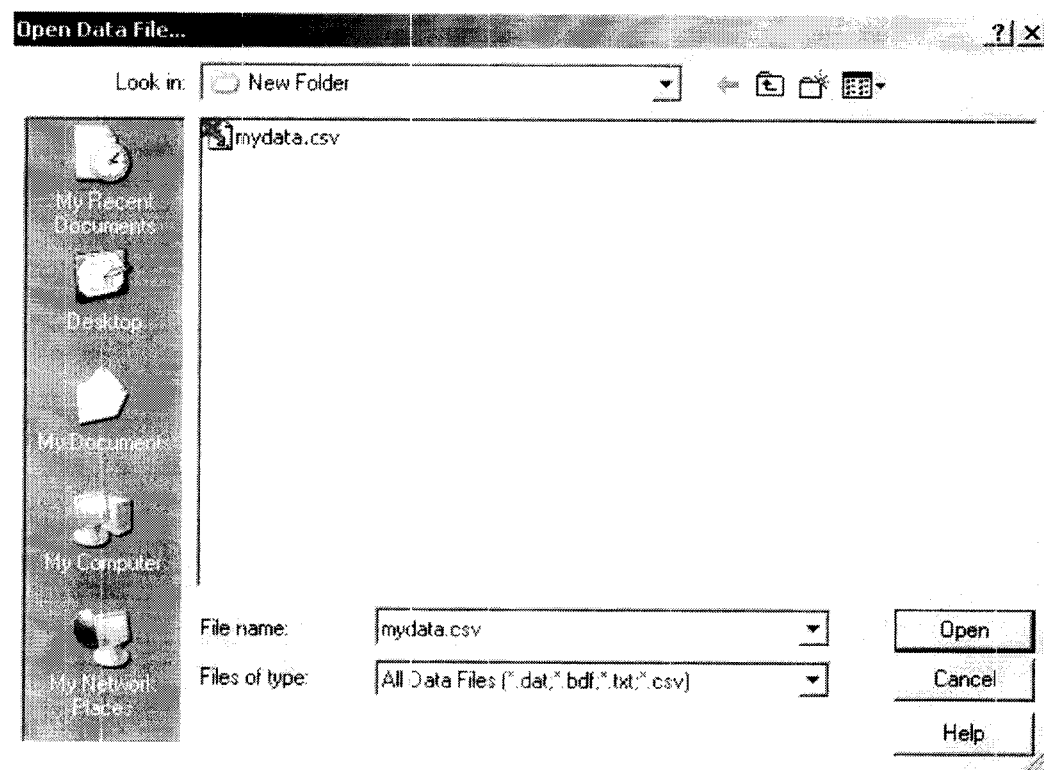 Open Data File...
? ×
Look in: New Folder
mydata.csv
My Recent
Documents
Desktop
My Documents
My Computer
My Network
Places
File name: mydata.csv
Open
Files of type: All Data Files (*.dat,*.bdf,*.txt;*.csv)
Cancel
Help